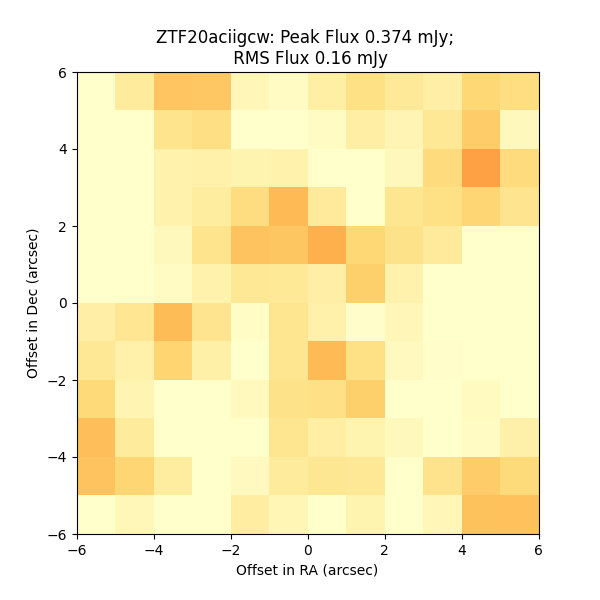 ZTF20aciigcw: Peak Flux 0.374 mJy;
RMS Flux 0.16 mJy
6
4
2
0
−2
−4
−6
Offset in Dec (arcsec)
−6 −4 −2 0 2 4 6
Offset in RA (arcsec)